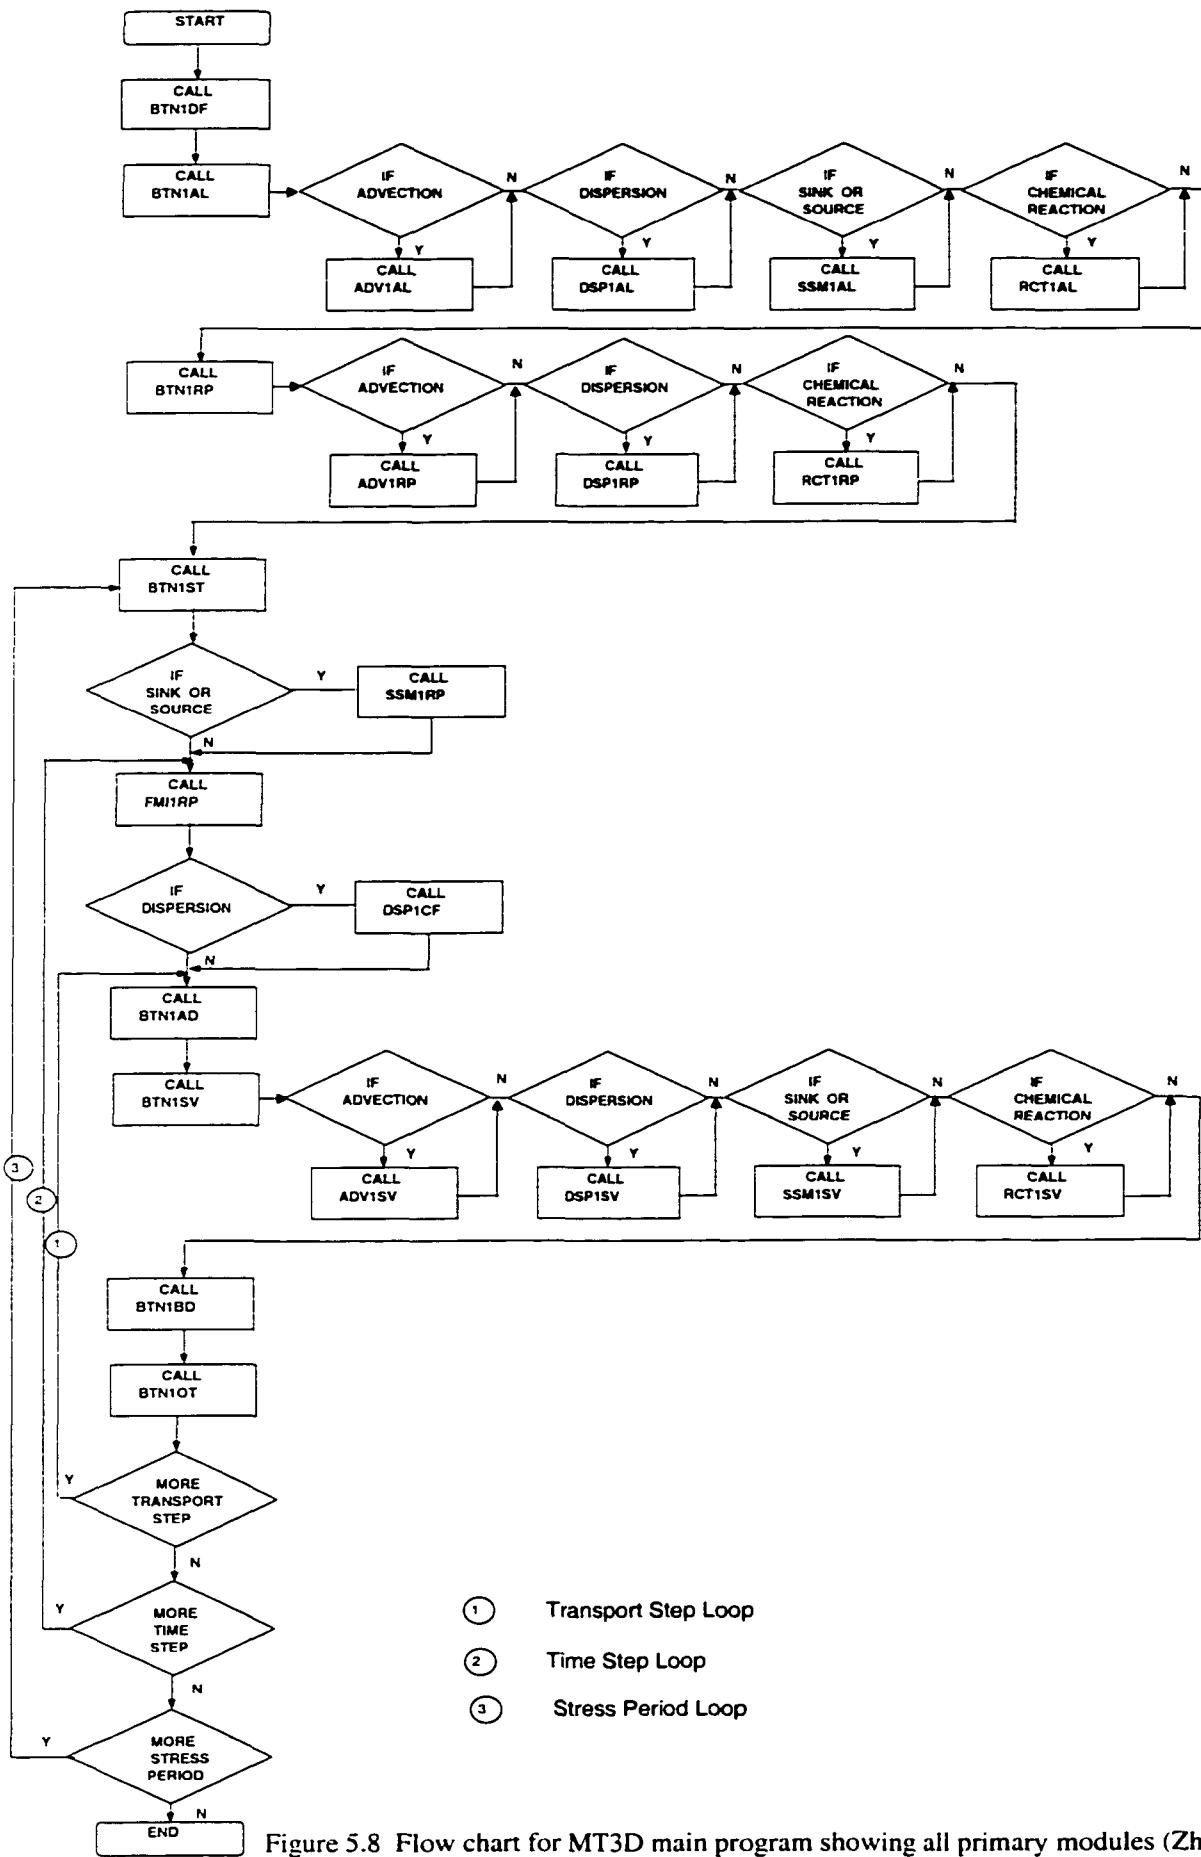 START
CALL
BTN1DF
CALL
BTN1AL
IF
ADVECTION
N
Y
CALL
ADV1AL
IF
DISPERSION
N
Y
CALL
DSP1AL
IF
SINK OR
SOURCE
N
Y
CALL
SSM1AL
IF
CHEMICAL
REACTION
N
Y
CALL
RCT1AL
CALL
BTN1RP
IF
ADVECTION
N
Y
CALL
ADV1RP
IF
DISPERSION
N
Y
CALL
DSP1RP
IF
CHEMICAL
REACTION
N
Y
CALL
RCT1RP
CALL
BTN1ST
IF
SINK OR
SOURCE
Y
CALL
SSM1RP
N
CALL
FMI1RP
IF
DISPERSION
Y
CALL
DSP1CF
N
CALL
BTN1AD
CALL
BTN1SV
IF
ADVECTION
N
Y
CALL
ADV1SV
IF
DISPERSION
N
Y
CALL
DSP1SV
IF
SINK OR
SOURCE
N
Y
CALL
SSM1SV
IF
CHEMICAL
REACTION
N
Y
CALL
RCT1SV
3
2
1
CALL
BTN1BD
CALL
BTN1OT
Y
MORE
TRANSPORT
STEP
N
Y
MORE
TIME
STEP
N
Y
MORE
STRESS
PERIOD
N
END
1 Transport Step Loop
2 Time Step Loop
3 Stress Period Loop
Figure 5.8 Flow chart for MT3D main program showing all primary modules (Zh